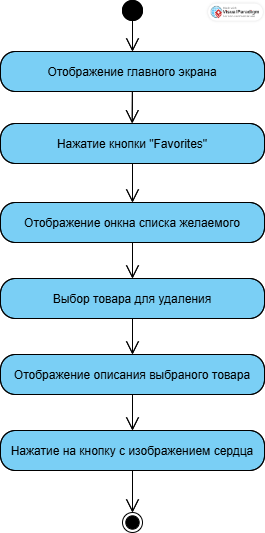 Visual Paradigm
Отображение главного экрана
Нажатие кнопки "Favorites"
Отображение онкна списка желаемого
Выбор товара для удаления
Отображение описания выбраного товара
Нажатие на кнопку с изображением сердца